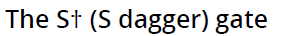 The S† (S dagger) gate